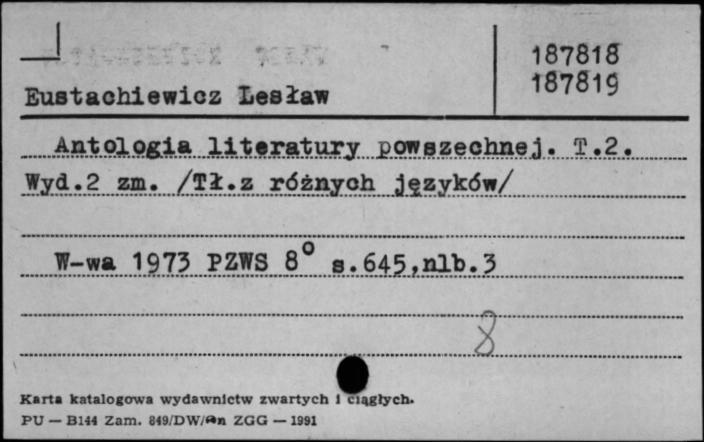 187818
187819
Eustachiewicz Lesław
Antologia literatury powszechnej. T.2.
Wyd.2 zm. /Tł.z różnych języków/
W-wa 1973 PZWS 8° s.645,nlb.3
8
Karta katalogowa wydawnictw zwartych i ciągłych.
PU — B144 Zam. 849/DW/ ZGG — 1991